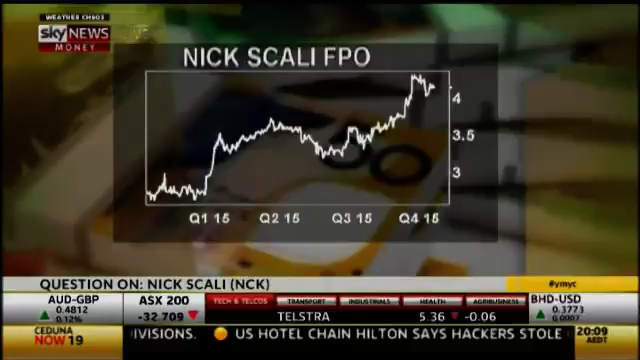 WEATHER CH603
sky NEWS
MONEY
NICK SCALI FPO
4
3.5
3
Q1 15 Q2 15 Q3 15 Q4 15
QUESTION ON: NICK SCALI (NCK)
#ymyc
AUD-GBP
0.4812
0.12%
ASX 200
-32.709
TECH & TELCOS TRANSPORT INDUSTRIALS HEALTH AGRIBUSINESS
TELSTRA 5.36 -0.06
BHD-USD
0.3773
0.0007
CEDUNA
NOW 19
IVISIONS. US HOTEL CHAIN HILTON SAYS HACKERS STOLE
20:09
AEDT